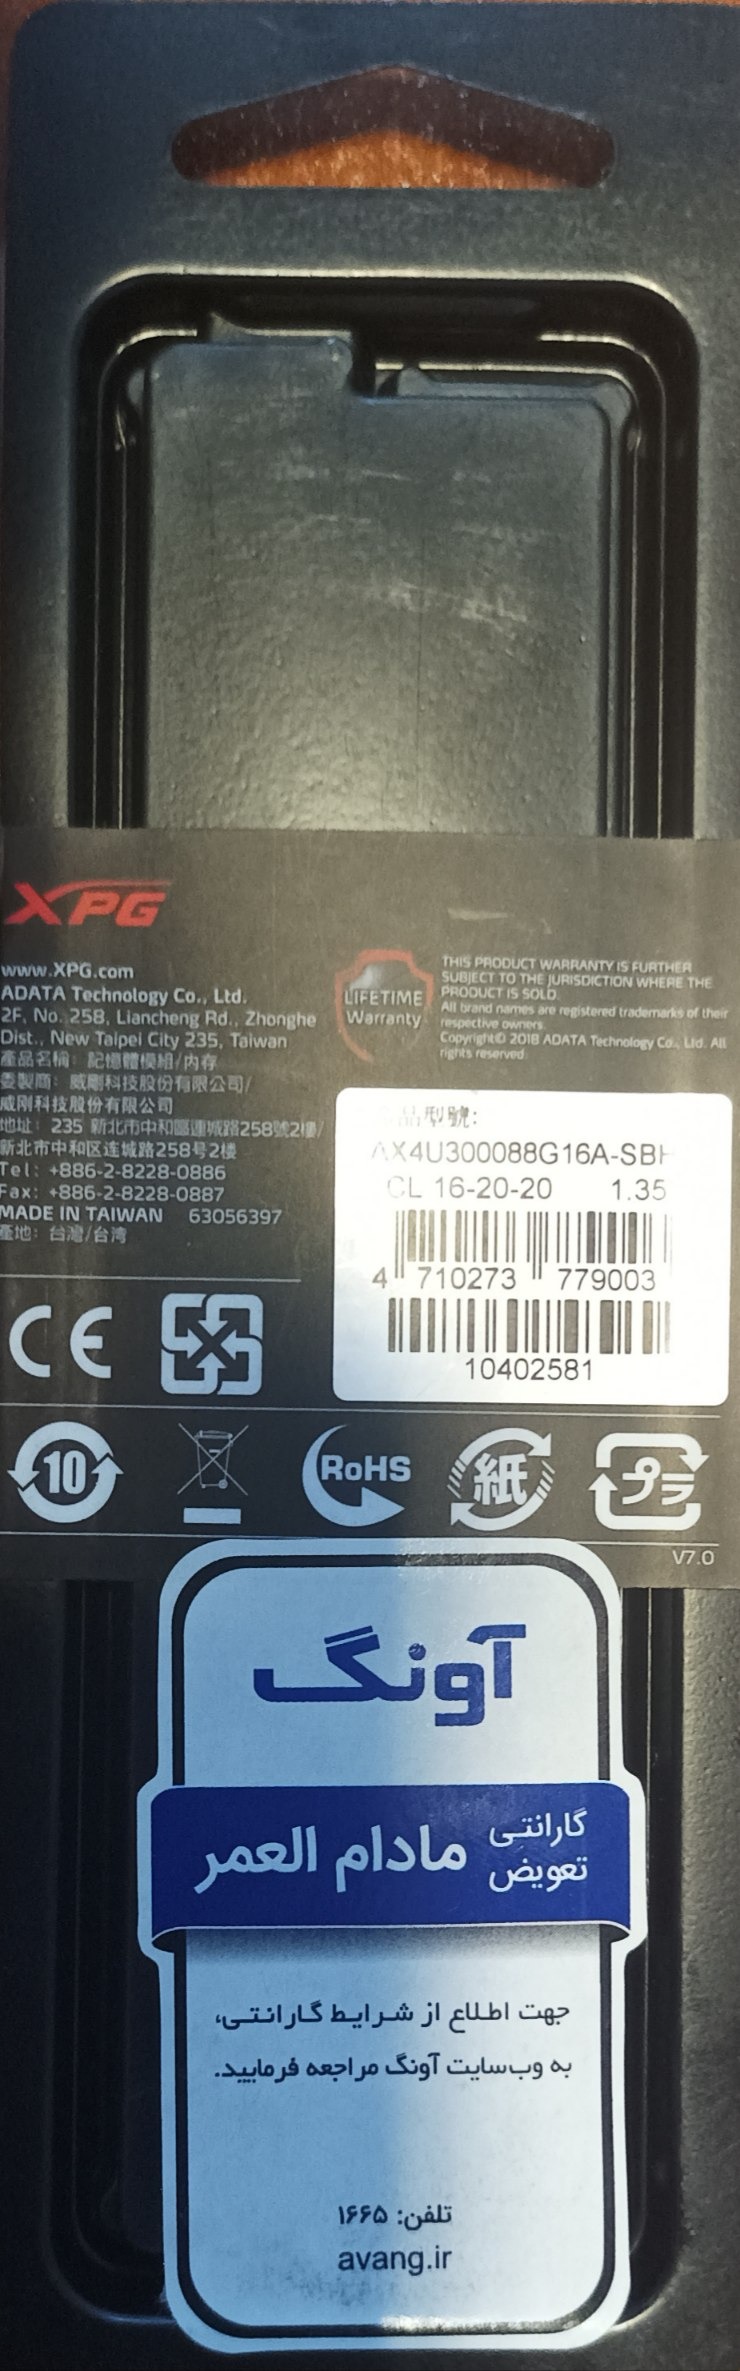 XPG
www.XPG.com
ADATA Technology Co., Ltd.
2F, No. 258, Liancheng Rd., Zhonghe
Dist., New Taipei City 235, Taiwan
產品名稱: 記憶體模組/内存
委製商: 威剛科技股份有限公司/
威刚科技股份有限公司
地址: 235 新北市中和區連城路258號2樓/
新北市中和区连城路258号2楼
Tel: +886-2-8228-0886
Fax: +886-2-8228-0887
MADE IN TAIWAN 63056397
產地: 台灣/台湾
LIFETIME
Warranty
THIS PRODUCT WARRANTY IS FURTHER
SUBJECT TO THE JURISDICTION WHERE THE
PRODUCT IS SOLD.
All brand names are registered trademarks of their
respective owners.
Copyright© 2018 ADATA Technology Co., Ltd. All
rights reserved.
品型號:
AX4U300088G16A-SBH
CL 16-20-20 1.35
4 710273 779003
10402581
CE
10
RoHS
紙
プラ
V7.0
آونگ
گارانتی
تعویض
مادام العمر
جهت اطلاع از شرایط گارانتی،
به وب‌سایت آونگ مراجعه فرمایید.
تلفن: ۱۶۶۵
avang.ir